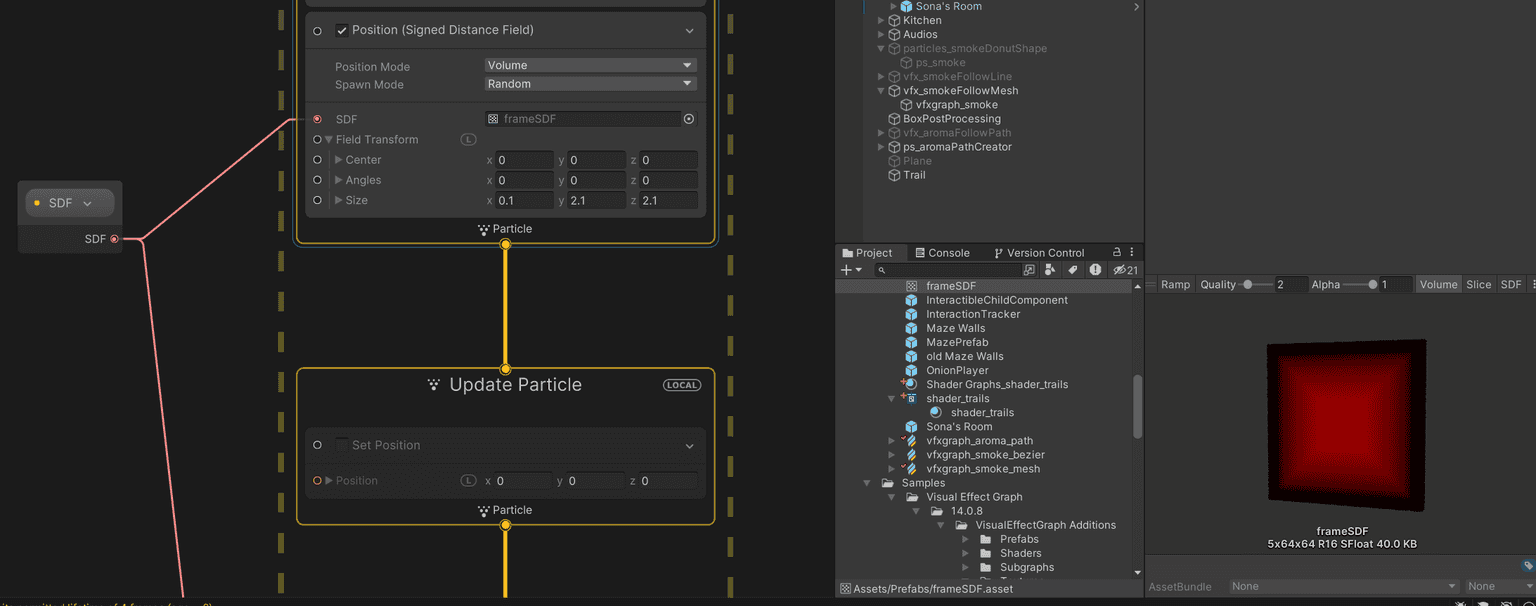 Position (Signed Distance Field)
Position Mode Volume
Spawn Mode Random
SDF frameSDF
Field Transform L
Center x 0 y 0 z 0
Angles x 0 y 0 z 0
Size x 0.1 y 2.1 z 2.1
Particle
SDF
SDF
Update Particle LOCAL
Set Position
Position L x 0 y 0 z 0
Particle
Sona's Room
Kitchen
Audios
particles_smokeDonutShape
ps_smoke
vfx_smokeFollowLine
vfx_smokeFollowMesh
vfxgraph_smoke
BoxPostProcessing
vfx_aromaFollowPath
ps_aromaPathCreator
Plane
Trail
Project Console Version Control
21
frameSDF
InteractibleChildComponent
InteractionTracker
Maze Walls
MazePrefab
old Maze Walls
OnionPlayer
Shader Graphs_shader_trails
shader_trails
shader_trails
Sona's Room
vfxgraph_aroma_path
vfxgraph_smoke_bezier
vfxgraph_smoke_mesh
Samples
Visual Effect Graph
14.0.8
VisualEffectGraph Additions
Prefabs
Shaders
Subgraphs
Assets/Prefabs/frameSDF.asset
Ramp Quality 2 Alpha 1 Volume Slice SDF
frameSDF
5x64x64 R16 SFloat 40.0 KB
AssetBundle None None